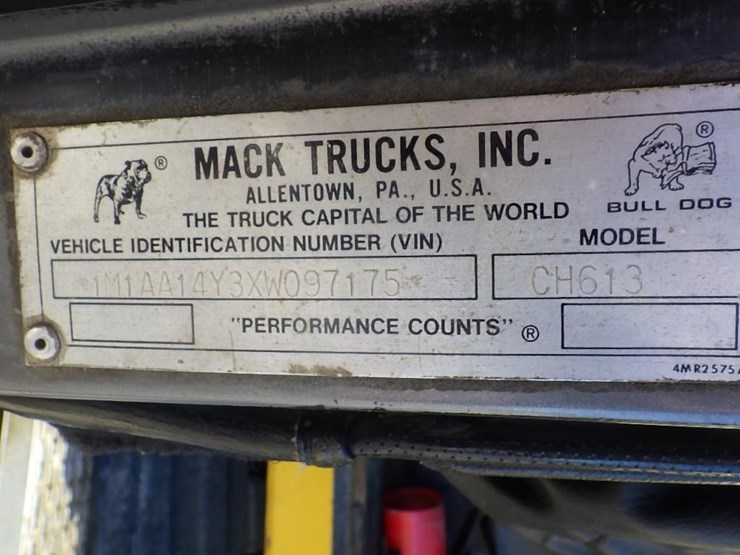 ® MACK TRUCKS, INC. ®
ALLENTOWN, PA., U.S.A.
THE TRUCK CAPITAL OF THE WORLD BULL DOG
VEHICLE IDENTIFICATION NUMBER (VIN) MODEL
*1M1AA14Y3XW097175* CH613
"PERFORMANCE COUNTS" ®
4MR2575